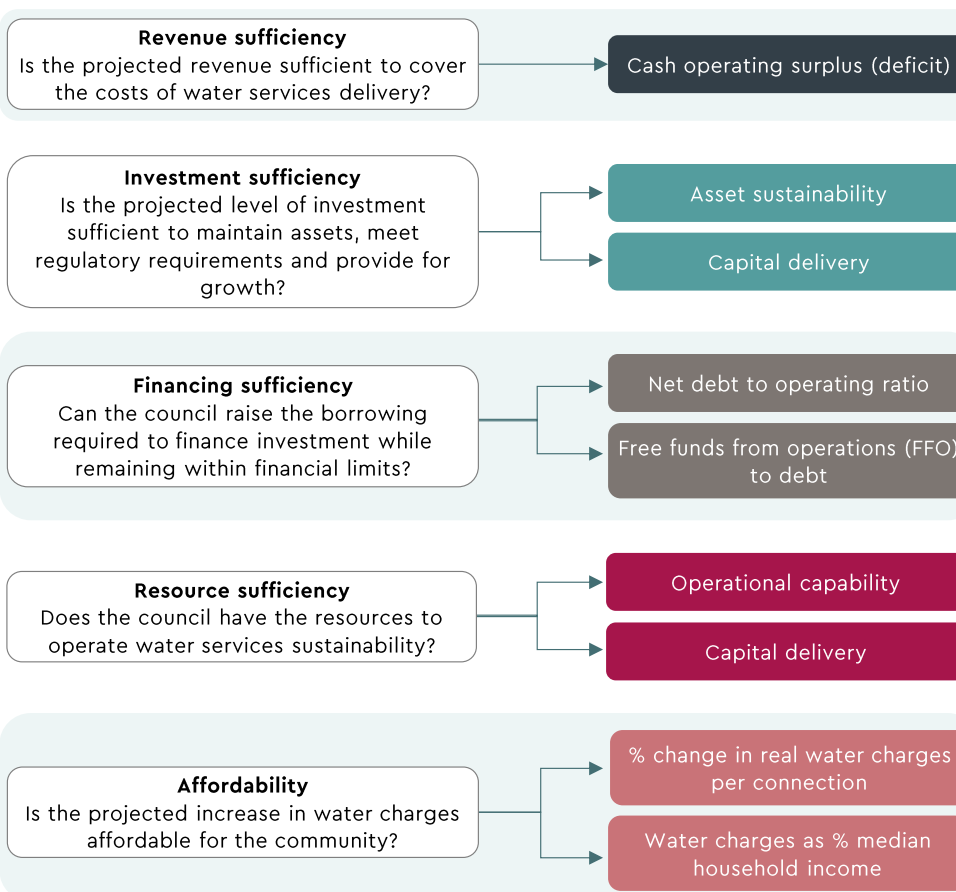 Revenue sufficiency
Is the projected revenue sufficient to cover
the costs of water services delivery?
Cash operating surplus (deficit)
Investment sufficiency
Is the projected level of investment
sufficient to maintain assets, meet
regulatory requirements and provide for
growth?
Asset sustainability
Capital delivery
Financing sufficiency
Can the council raise the borrowing
required to finance investment while
remaining within financial limits?
Net debt to operating ratio
Free funds from operations (FFO)
to debt
Resource sufficiency
Does the council have the resources to
operate water services sustainability?
Operational capability
Capital delivery
Affordability
Is the projected increase in water charges
affordable for the community?
% change in real water charges
per connection
Water charges as % median
household income